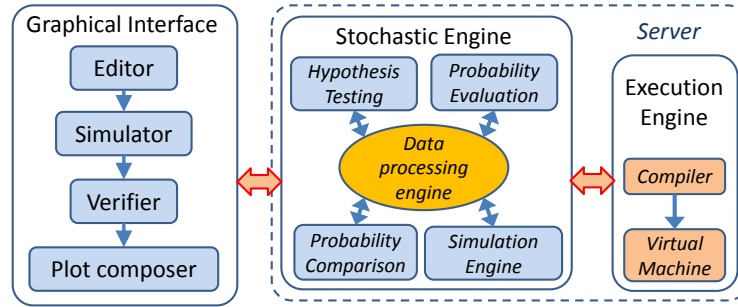 Graphical Interface
Editor
Simulator
Verifier
Plot composer
Server
Stochastic Engine
Hypothesis
Testing
Probability
Evaluation
Data
processing
engine
Probability
Comparison
Simulation
Engine
Execution
Engine
Compiler
Virtual
Machine